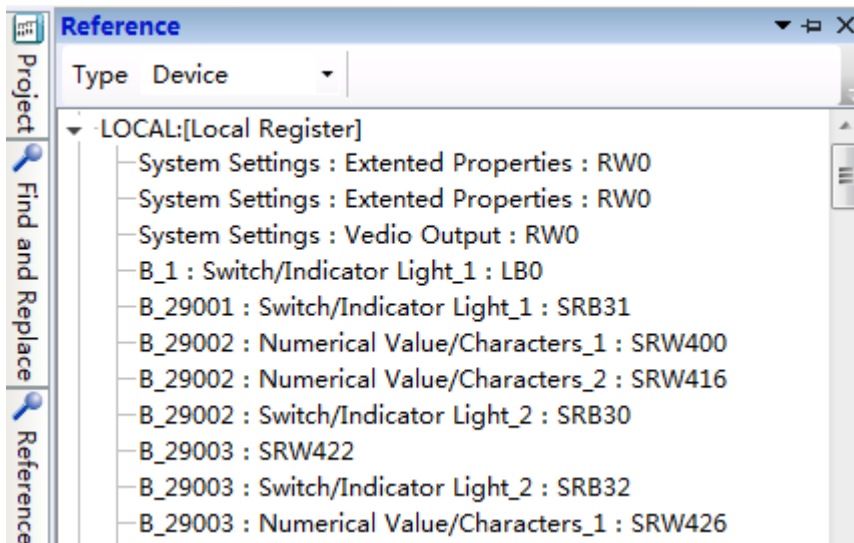 Reference
Type Device
LOCAL:[Local Register]
System Settings : Extented Properties : RW0
System Settings : Extented Properties : RW0
System Settings : Vedio Output : RW0
B_1 : Switch/Indicator Light_1 : LB0
B_29001 : Switch/Indicator Light_1 : SRB31
B_29002 : Numerical Value/Characters_1 : SRW400
B_29002 : Numerical Value/Characters_2 : SRW416
B_29002 : Switch/Indicator Light_2 : SRB30
B_29003 : SRW422
B_29003 : Switch/Indicator Light_2 : SRB32
B_29003 : Numerical Value/Characters_1 : SRW426
Project
Find and Replace
Reference